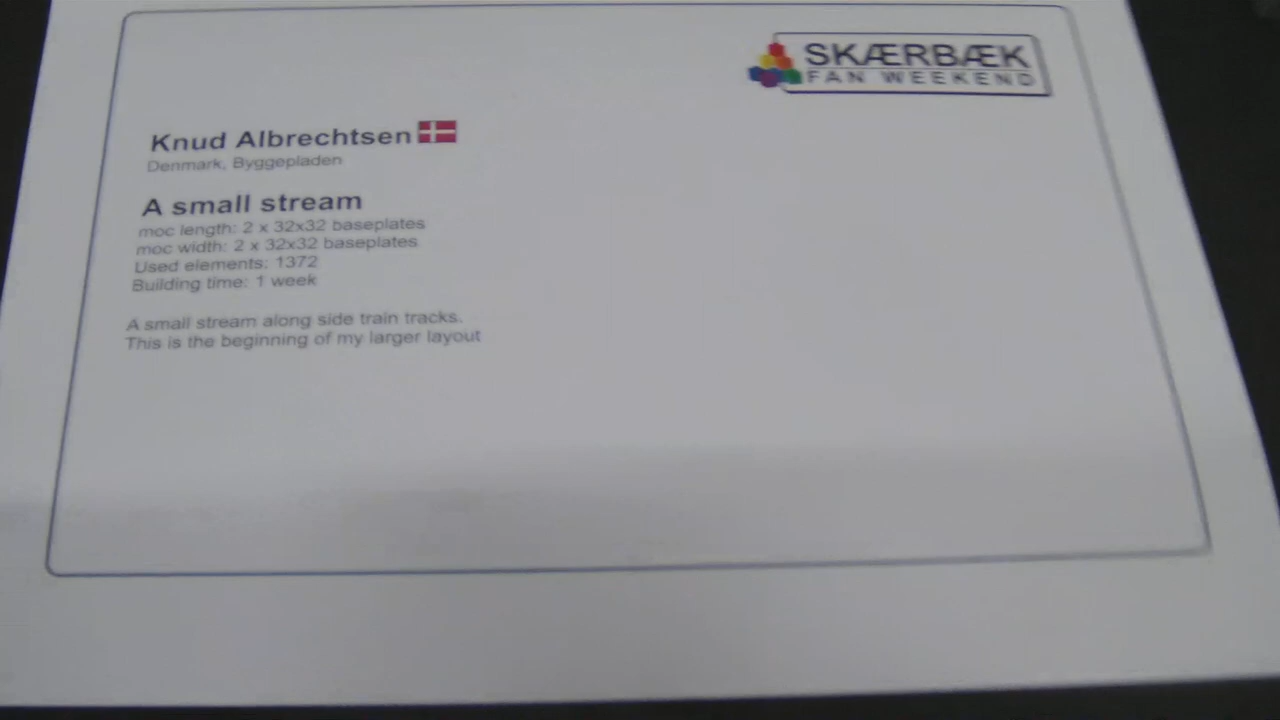 SKÆRBÆK
FAN WEEKEND
Knud Albrechtsen
Denmark, Byggepladen
A small stream
moc length: 2 x 32x32 baseplates
moc width: 2 x 32x32 baseplates
Used elements: 1372
Building time: 1 week
A small stream along side train tracks.
This is the beginning of my larger layout